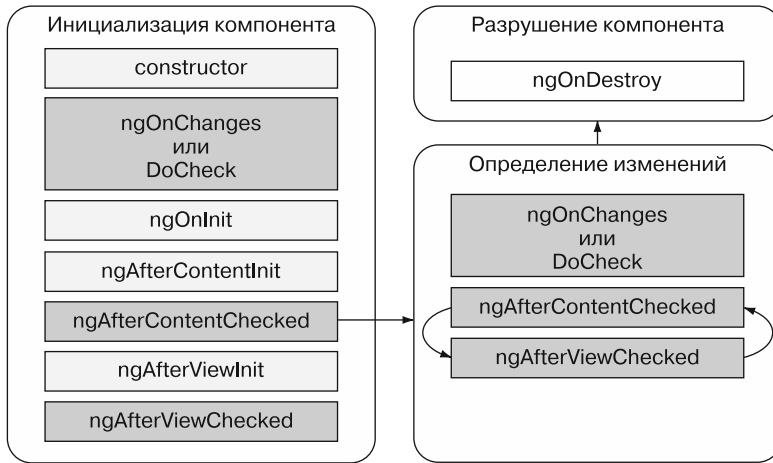 Инициализация компонента
constructor
ngOnChanges
или
DoCheck
ngOnInit
ngAfterContentInit
ngAfterContentChecked
ngAfterViewInit
ngAfterViewChecked
Разрушение компонента
ngOnDestroy
Определение изменений
ngOnChanges
или
DoCheck
ngAfterContentChecked
ngAfterViewChecked